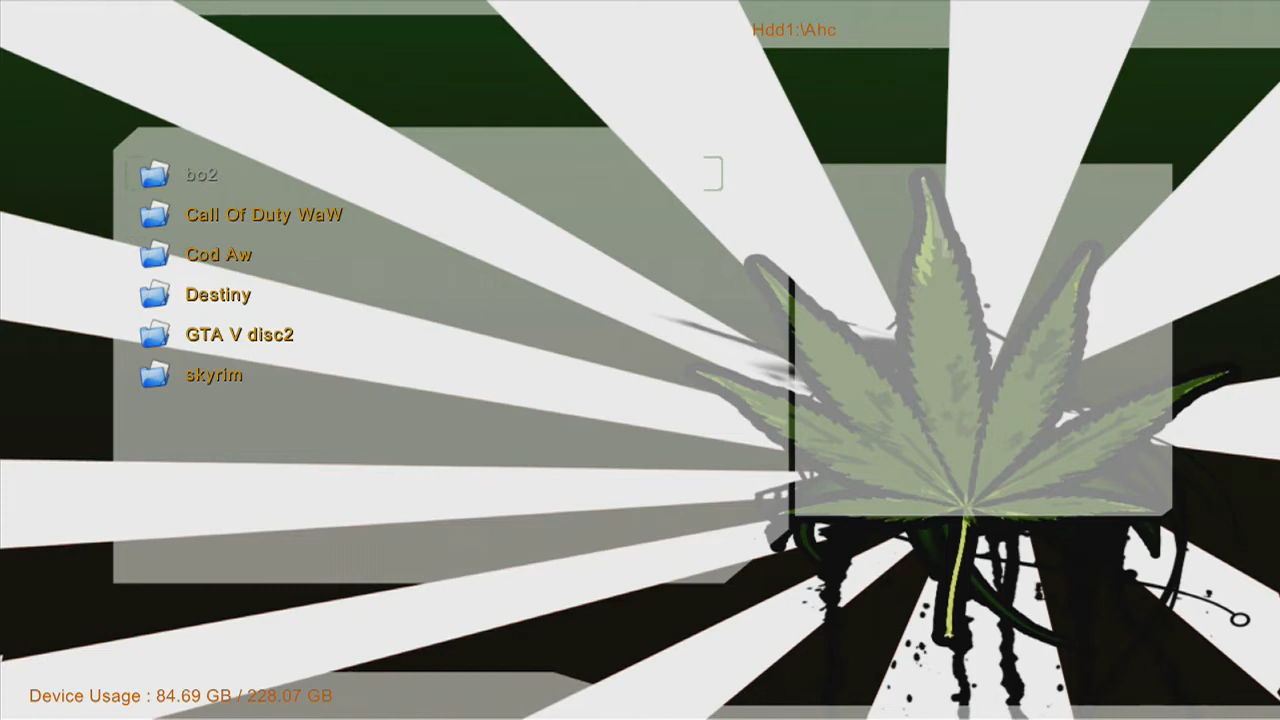 Hdd1:\Ahc
bo2
Call Of Duty WaW
Cod Aw
Destiny
GTA V disc2
skyrim
Device Usage : 84.69 GB / 228.07 GB